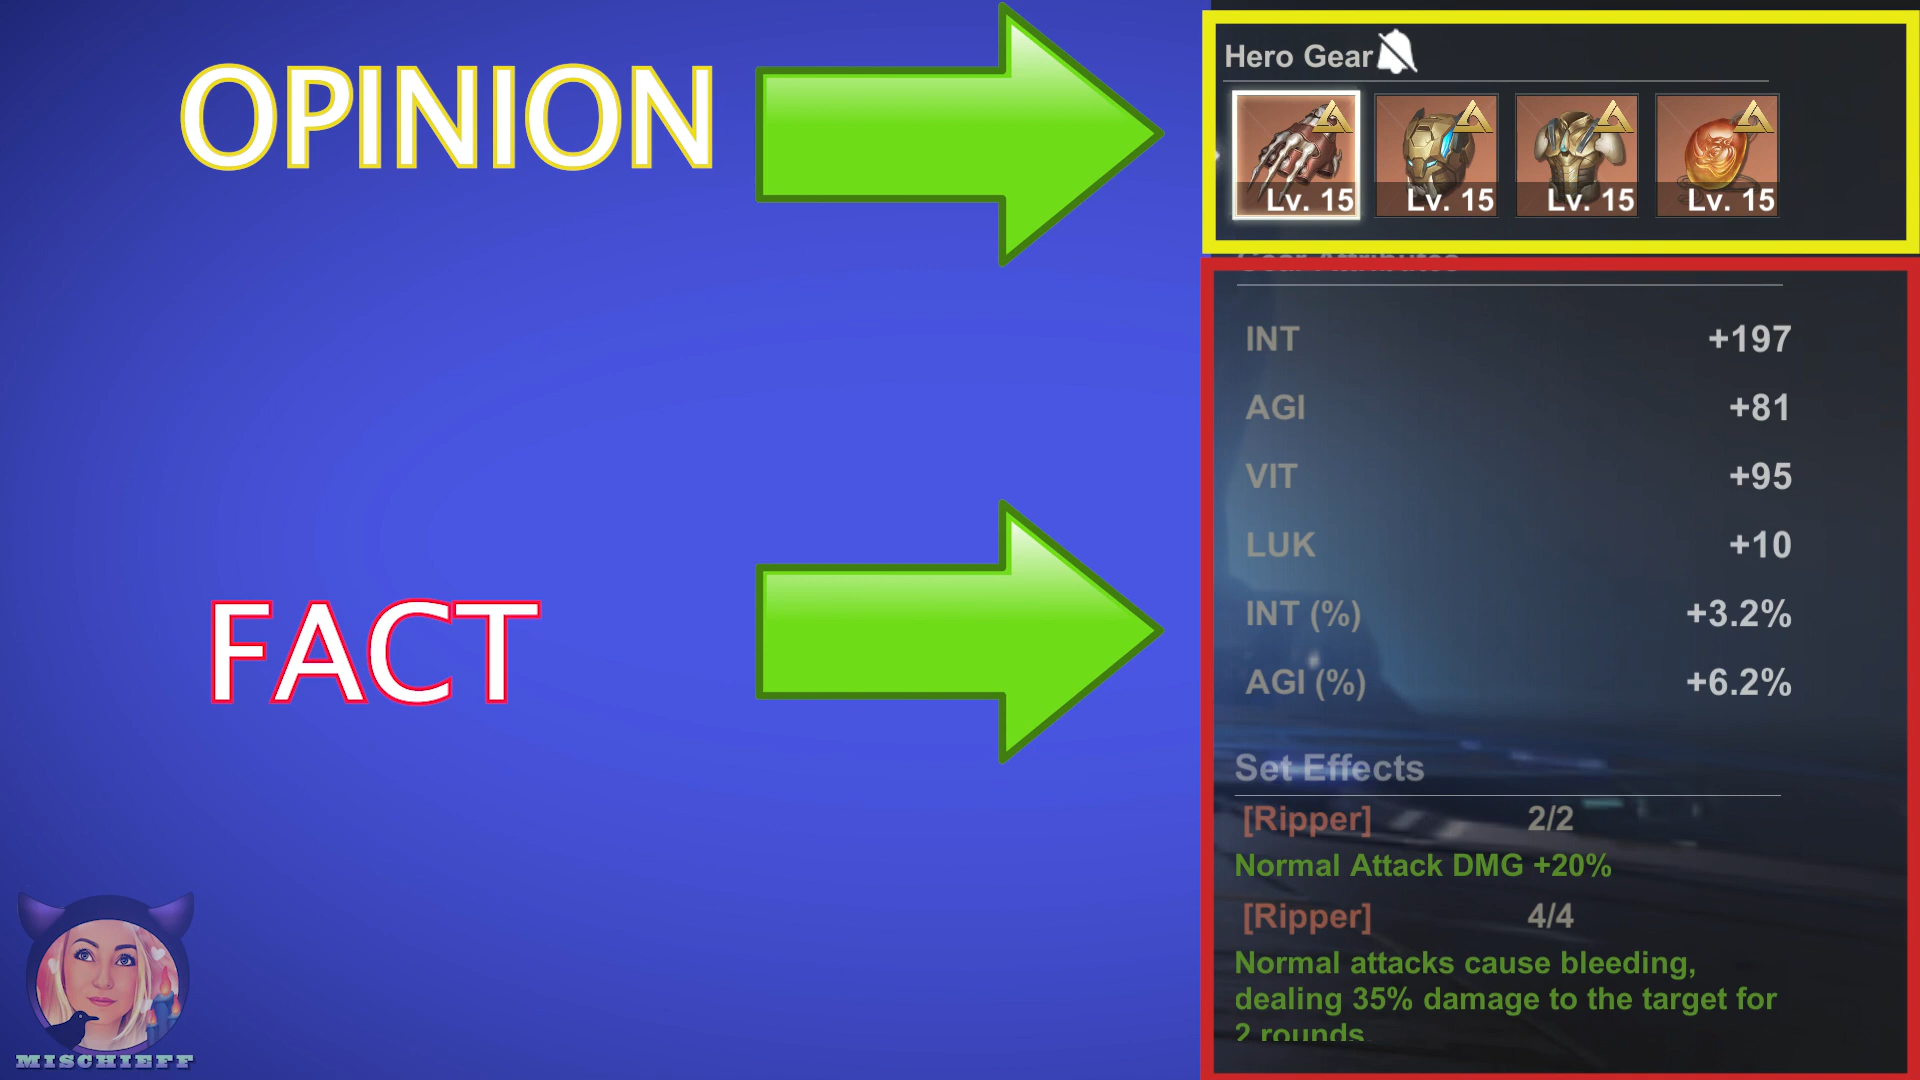 OPINION
Hero Gear
Lv. 15 Lv. 15 Lv. 15 Lv. 15
Gear Attributes
INT +197
AGI +81
VIT +95
LUK +10
FACT
INT (%) +3.2%
AGI (%) +6.2%
Set Effects
[Ripper] 2/2
Normal Attack DMG +20%
[Ripper] 4/4
Normal attacks cause bleeding,
dealing 35% damage to the target for
2 rounds
MISCHIEFF